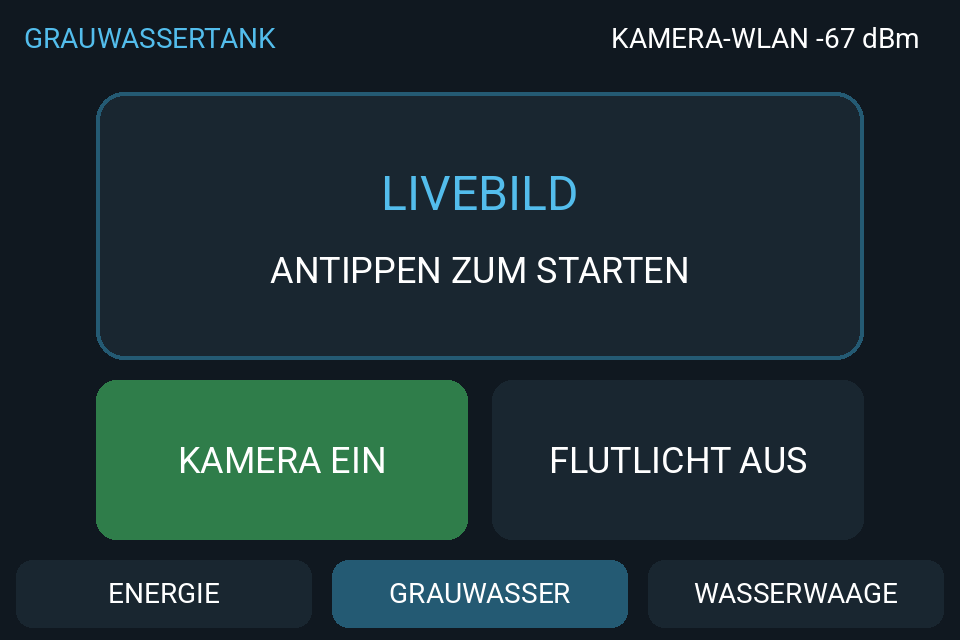 GRAUWASSERTANK
KAMERA-WLAN -67 dBm
LIVEBILD
ANTIPPEN ZUM STARTEN
KAMERA EIN
FLUTLICHT AUS
ENERGIE
GRAUWASSER
WASSERWAAGE